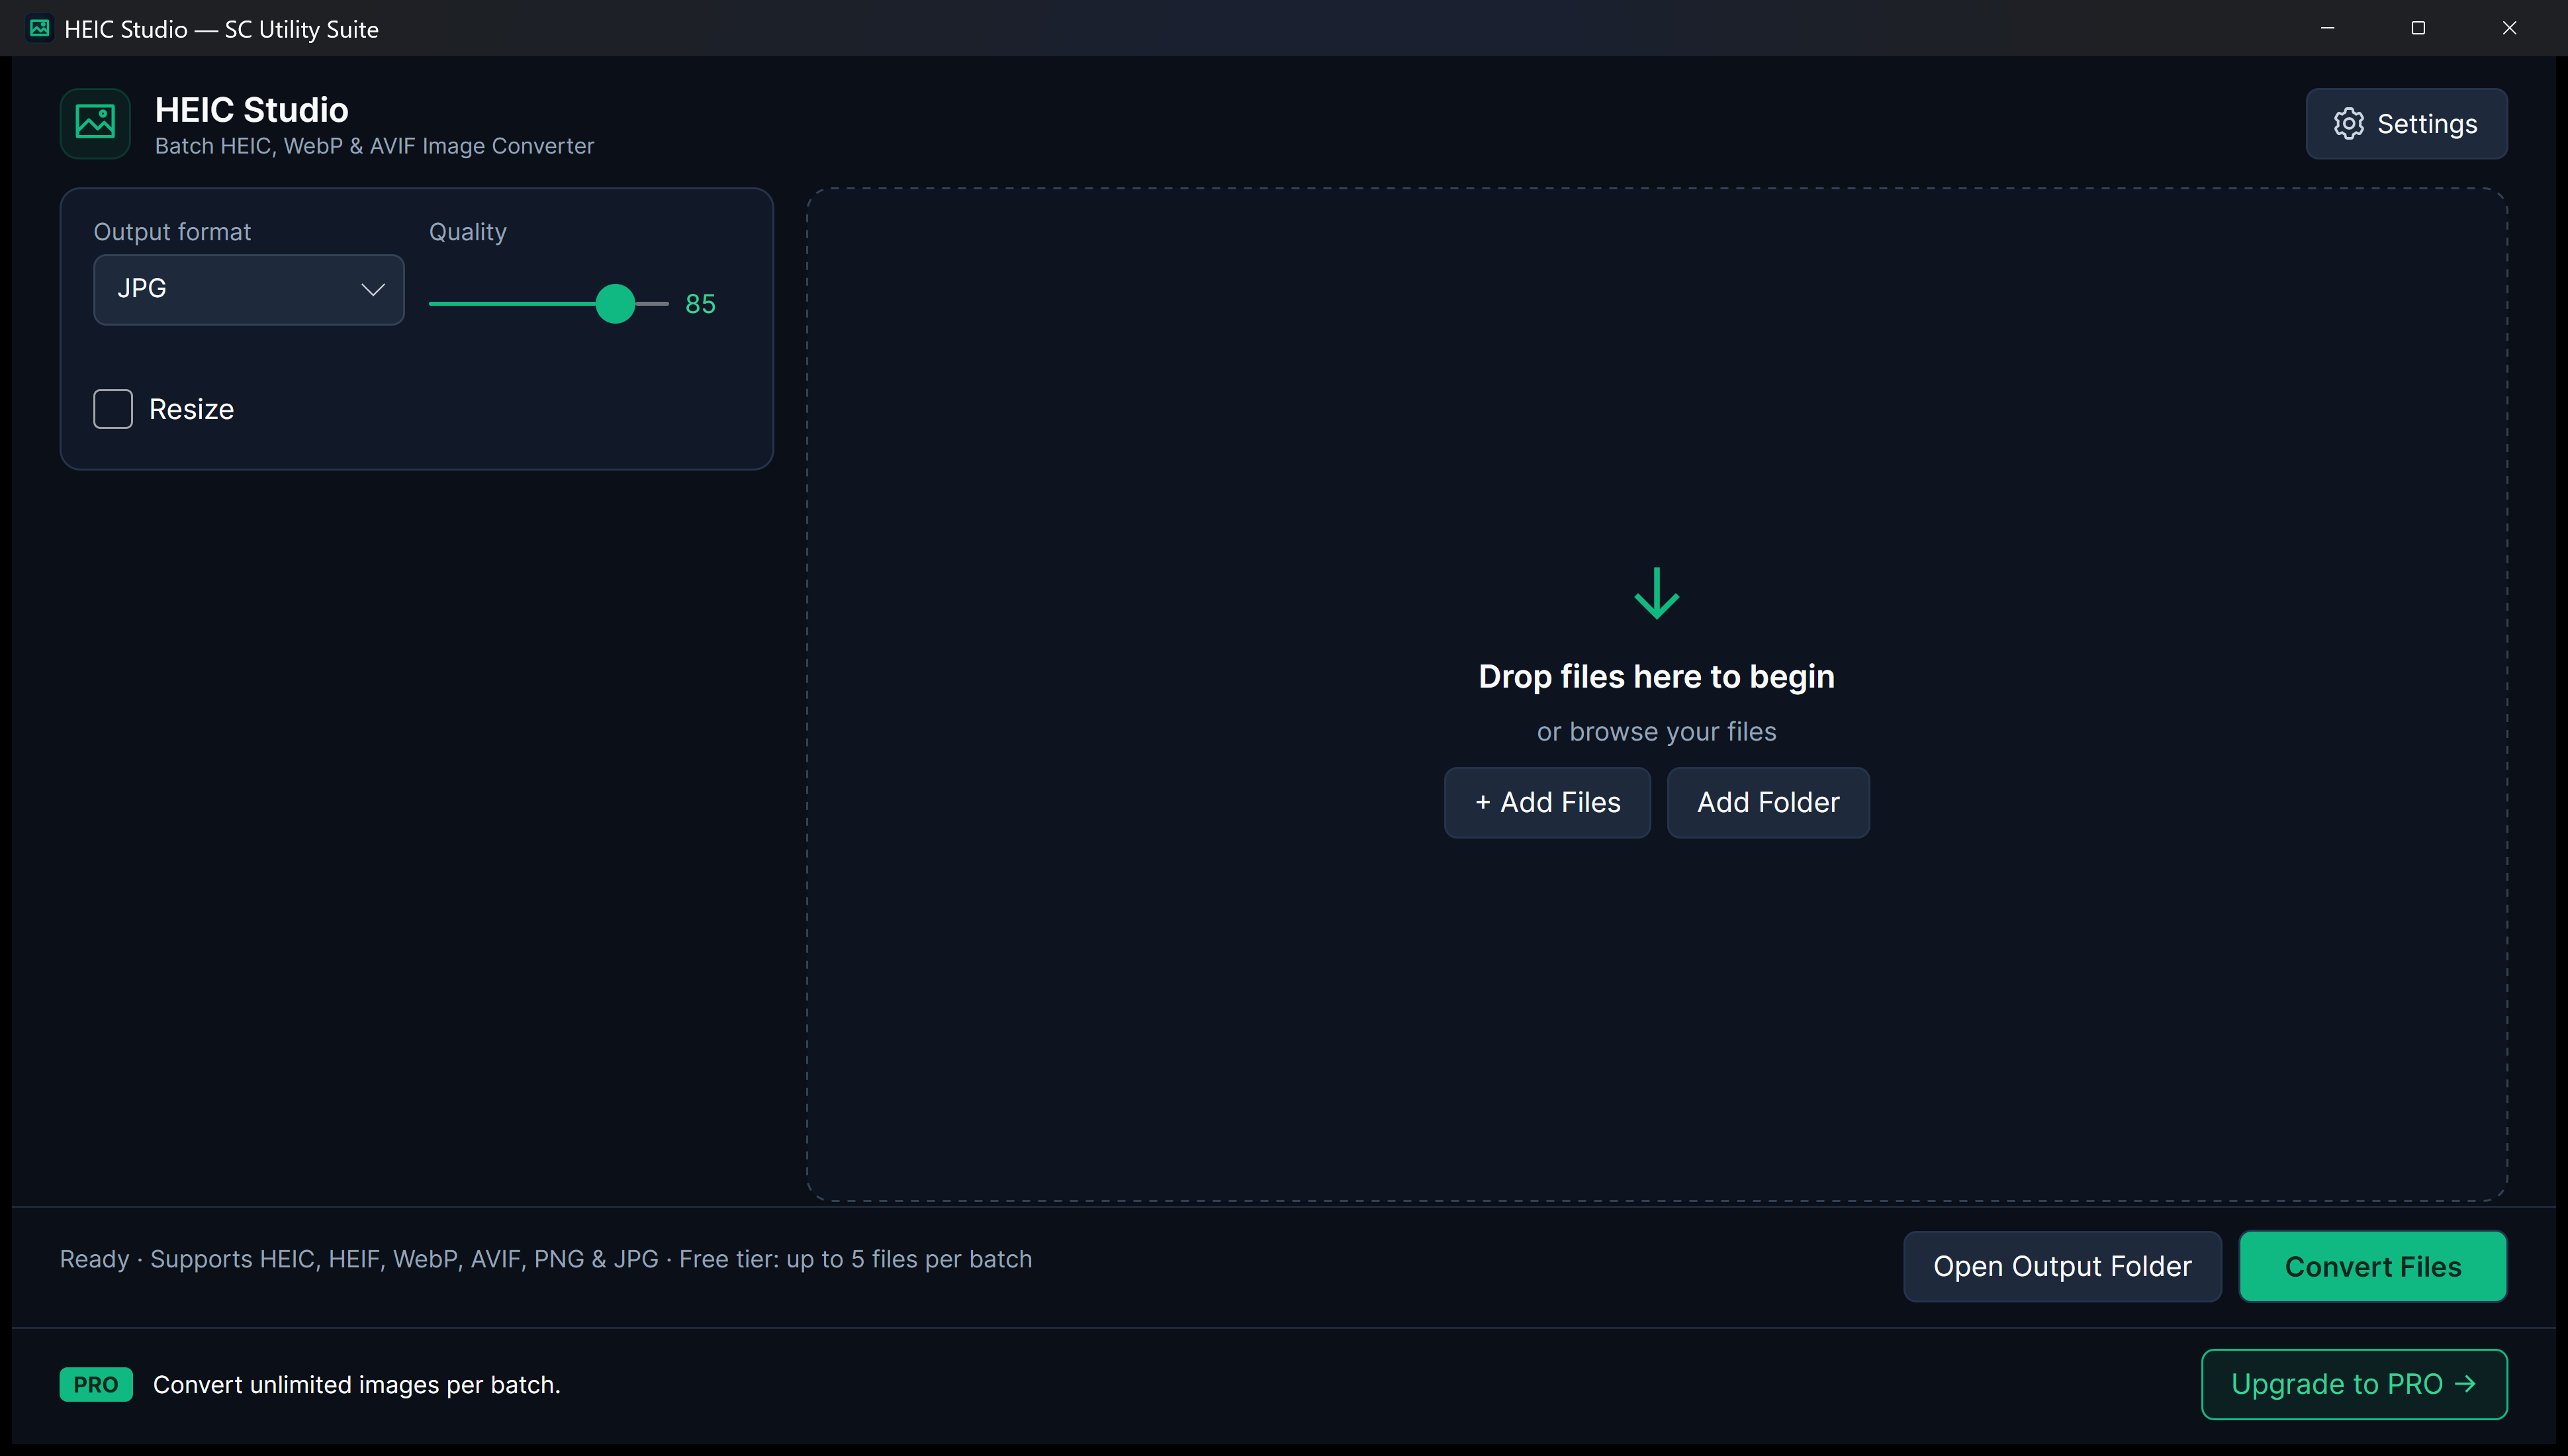 HEIC Studio — SC Utility Suite
HEIC Studio
Batch HEIC, WebP & AVIF Image Converter
Settings
Output format
Quality
JPG
85
Resize
Drop files here to begin
or browse your files
+ Add Files
Add Folder
Ready · Supports HEIC, HEIF, WebP, AVIF, PNG & JPG · Free tier: up to 5 files per batch
Open Output Folder
Convert Files
PRO
Convert unlimited images per batch.
Upgrade to PRO →